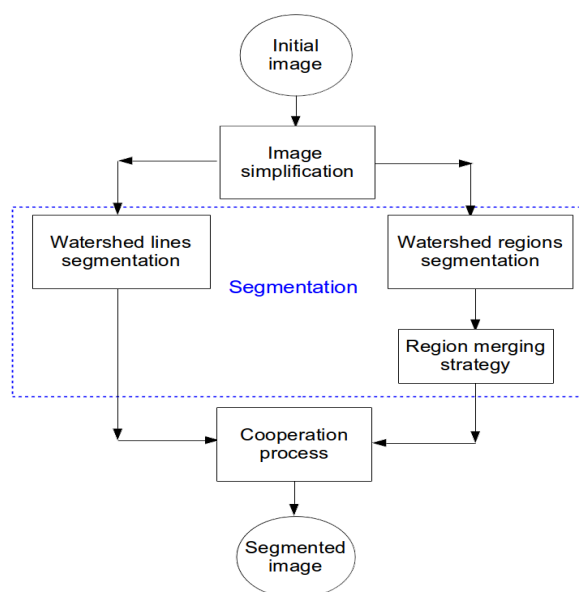 Initial
image
Image
simplification
Watershed lines
segmentation
Watershed regions
segmentation
Segmentation
Region merging
strategy
Cooperation
process
Segmented
image